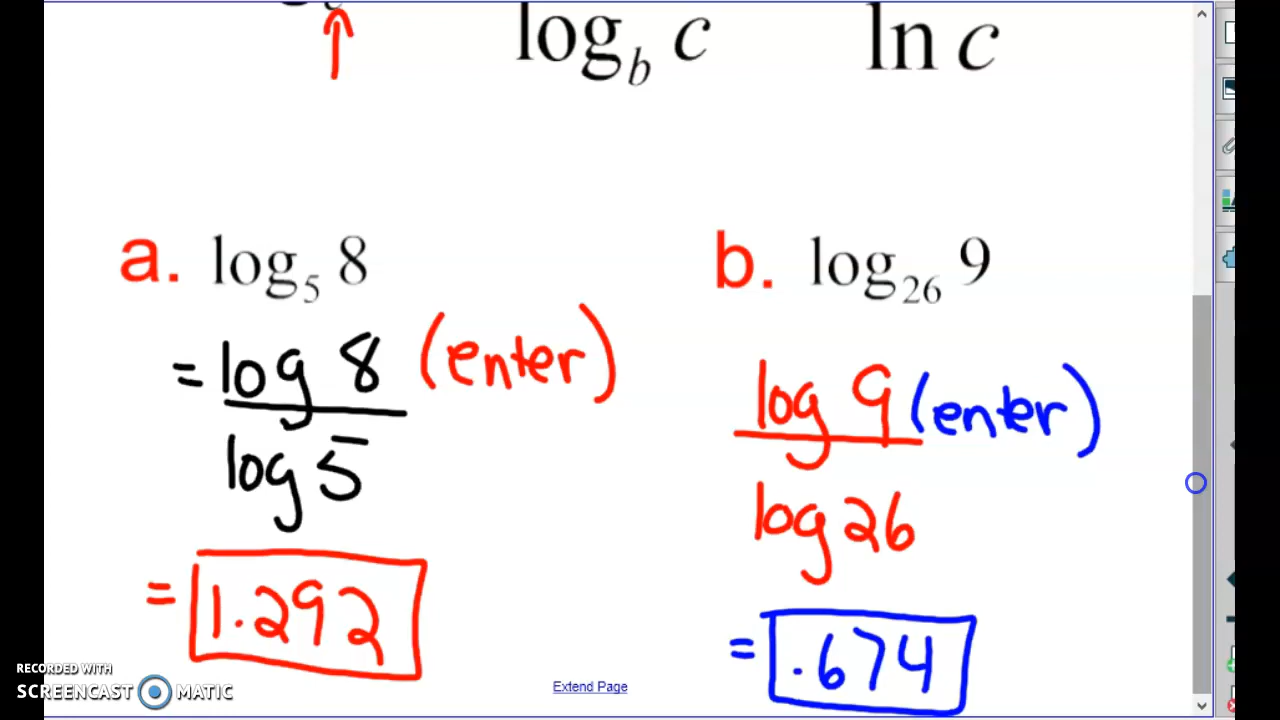 log_b c
ln c
a. log_5 8
= log 8 (enter)
log 5
= 1.292
b. log_26 9
log 9 (enter)
log 26
= .674
Extend Page
RECORDED WITH
SCREENCAST MATIC